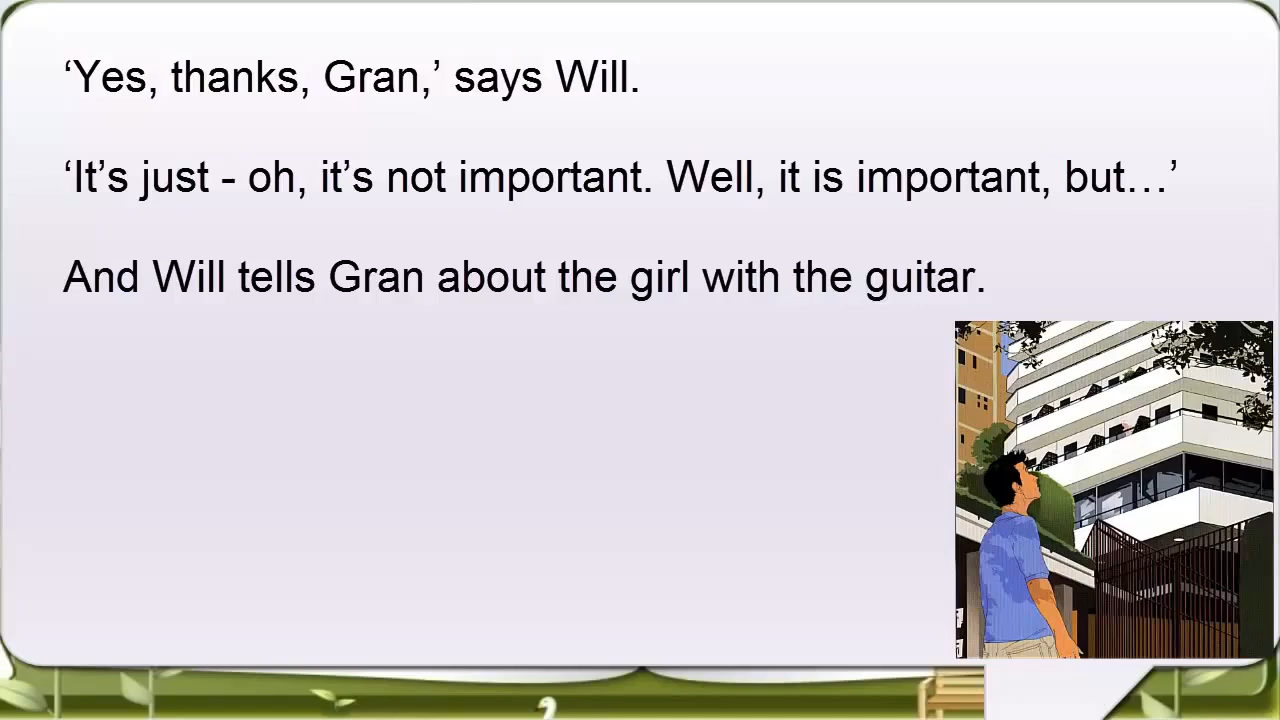 ‘Yes, thanks, Gran,’ says Will.
‘It’s just - oh, it’s not important. Well, it is important, but…’
And Will tells Gran about the girl with the guitar.